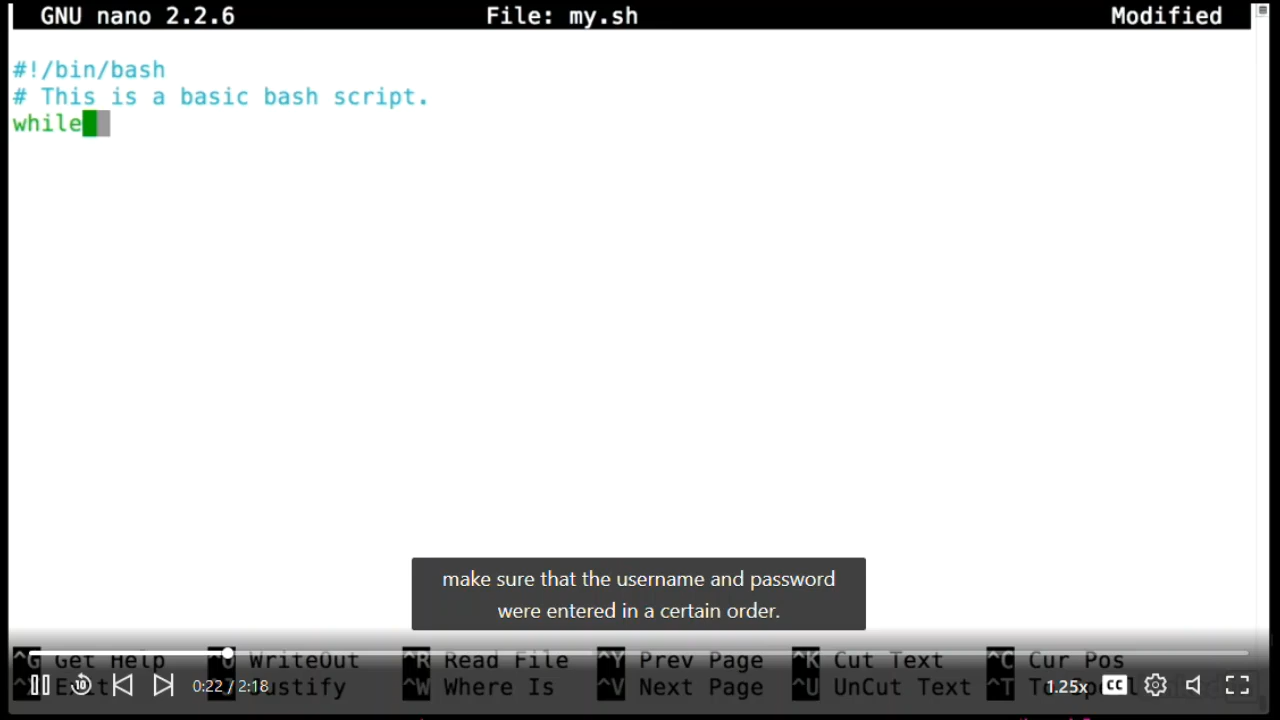 GNU nano 2.2.6 File: my.sh Modified
#!/bin/bash
# This is a basic bash script.
while
make sure that the username and password
were entered in a certain order.
^G Get Help ^O WriteOut ^R Read File ^Y Prev Page ^K Cut Text ^C Cur Pos
Exit Justify ^W Where Is ^V Next Page ^U UnCut Text ^T
10 0:22 / 2:18 1.25x CC